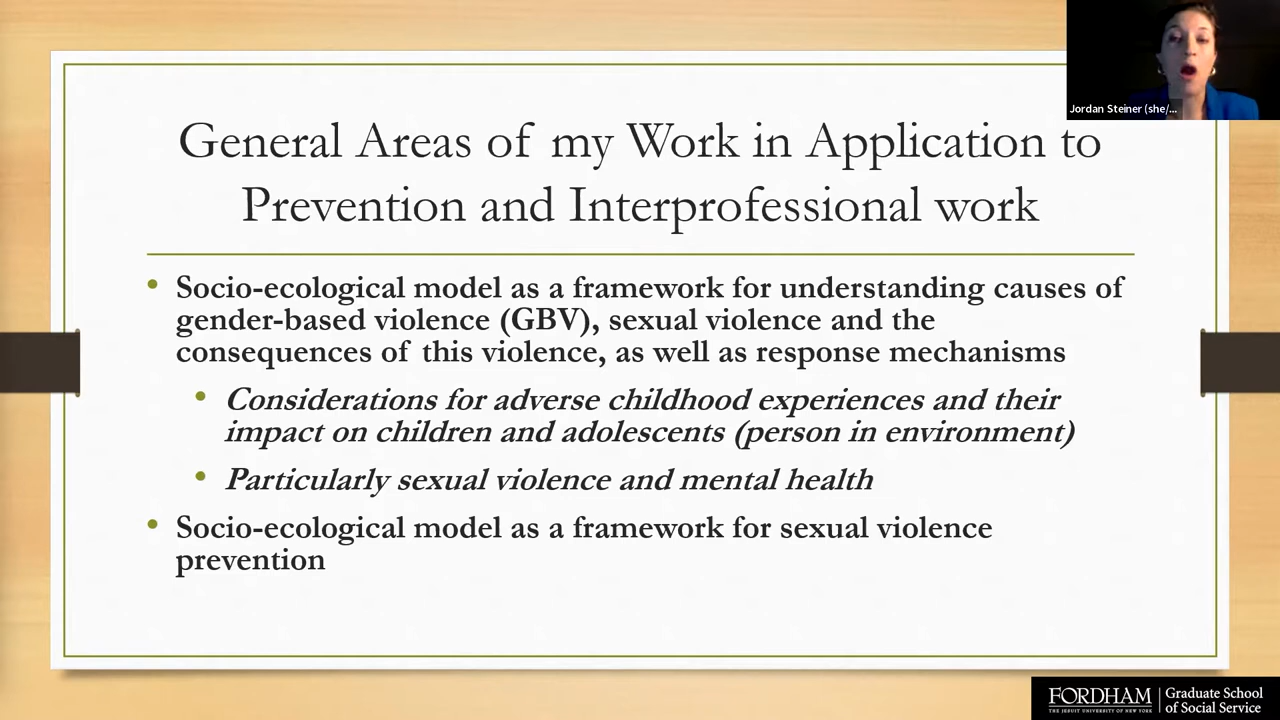 Jordan Steiner (she/...
General Areas of my Work in Application to
Prevention and Interprofessional work
• Socio-ecological model as a framework for understanding causes of
gender-based violence (GBV), sexual violence and the
consequences of this violence, as well as response mechanisms
• Considerations for adverse childhood experiences and their
impact on children and adolescents (person in environment)
• Particularly sexual violence and mental health
• Socio-ecological model as a framework for sexual violence
prevention
FORDHAM
THE JESUIT UNIVERSITY OF NEW YORK
Graduate School
of Social Service